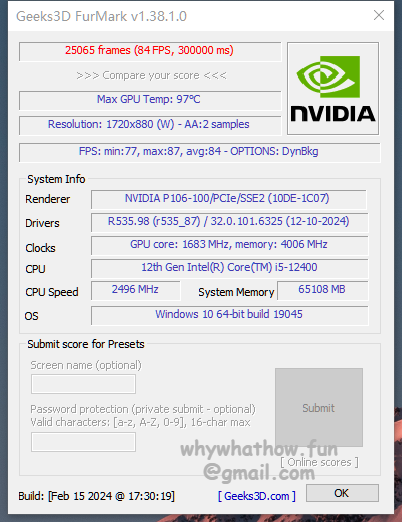 Geeks3D FurMark v1.38.1.0
25065 frames (84 FPS, 300000 ms)
>>> Compare your score <<<
Max GPU Temp: 97°C
Resolution: 1720x880 (W) - AA:2 samples
NVIDIA
FPS: min:77, max:87, avg:84 - OPTIONS: DynBkg
System Info
Renderer NVIDIA P106-100/PCIe/SSE2 (10DE-1C07)
Drivers R535.98 (r535_87) / 32.0.101.6325 (12-10-2024)
Clocks GPU core: 1683 MHz, memory: 4006 MHz
CPU 12th Gen Intel(R) Core(TM) i5-12400
CPU Speed 2496 MHz System Memory 65108 MB
OS Windows 10 64-bit build 19045
Submit score for Presets
Screen name (optional)
Password protection (private submit - optional)
Valid characters: [a-z, A-Z, 0-9], 16-char max
Submit
whywhathow.fun
@gmail.com
[ Online scores ]
Build: [Feb 15 2024 @ 17:30:19] [ Geeks3D.com ] OK